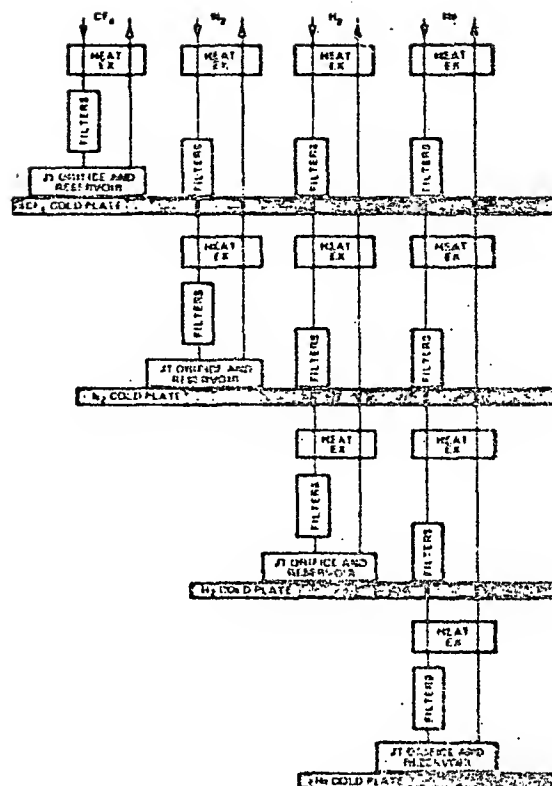 CF4 N2 H2 He
HEAT EX HEAT EX HEAT EX HEAT EX
FILTERS
FILTERS FILTERS FILTERS
JT ORIFICE AND
RESERVOIR
CF4 COLD PLATE
HEAT EX HEAT EX HEAT EX
FILTERS
FILTERS FILTERS
JT ORIFICE AND
RESERVOIR
N2 COLD PLATE
HEAT EX HEAT EX
FILTERS
FILTERS
JT ORIFICE AND
RESERVOIR
H2 COLD PLATE
HEAT EX
FILTERS
JT ORIFICE AND
RESERVOIR
He COLD PLATE